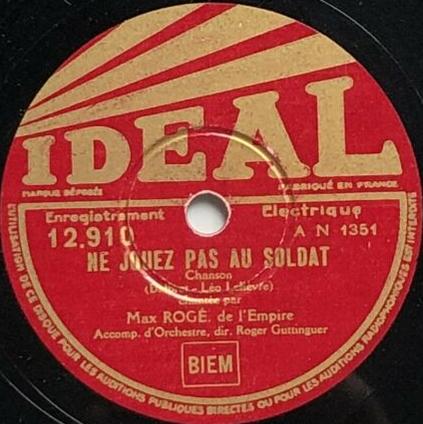 IDEAL
MARQUE DÉPOSÉE
FABRIQUÉ EN FRANCE
Enregistrement
Electrique
12.910
A N 1351
NE JOUEZ PAS AU SOLDAT
Chanson
Léo Lelièvre)
Chantée par
Max ROGÉ, de l'Empire
Accomp. d'Orchestre, dir. Roger Guttinguer
BIEM
L'UTILISATION DE CE DISQUE POUR LES AUDITIONS PUBLIQUES DIRECTES OU POUR LES AUDITIONS RADIOPHONIQUES EST INTERDITE